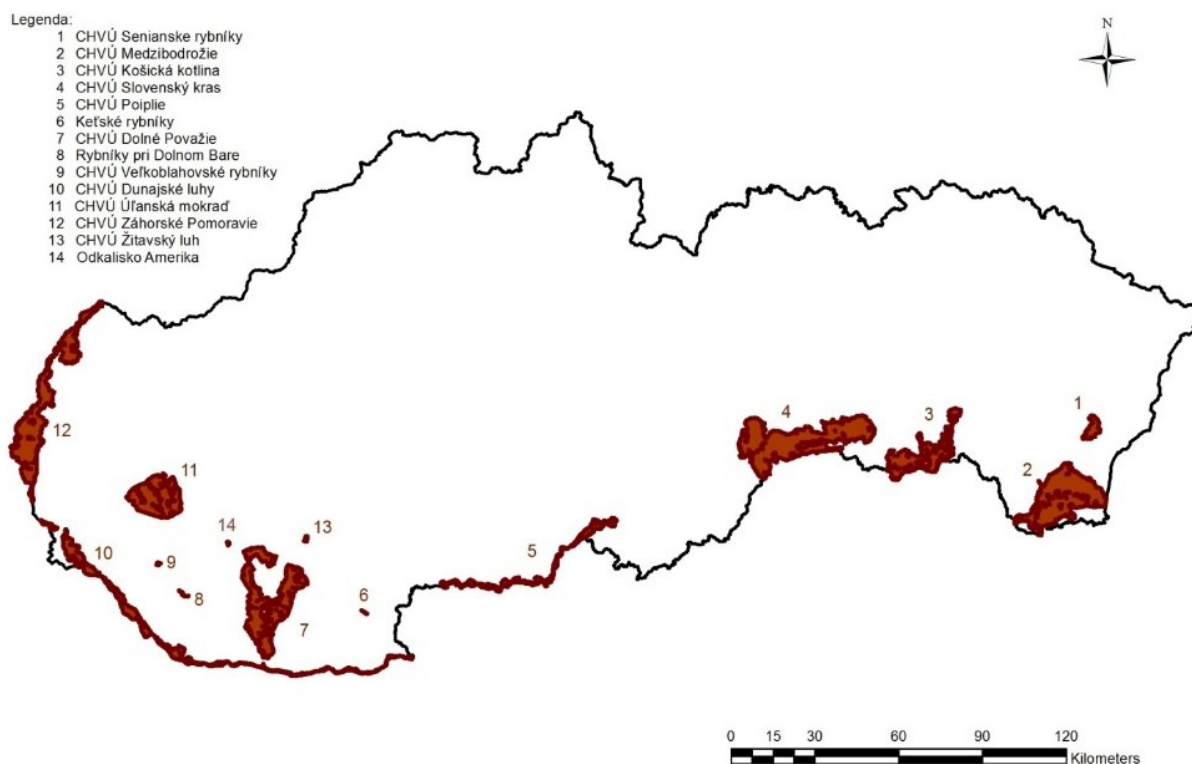 Legenda:
1 CHVÚ Senianske rybníky
2 CHVÚ Medzibodrožie
3 CHVÚ Košická kotlina
4 CHVÚ Slovenský kras
5 CHVÚ Poiplie
6 Keťské rybníky
7 CHVÚ Dolné Považie
8 Rybníky pri Dolnom Bare
9 CHVÚ Veľkoblahovské rybníky
10 CHVÚ Dunajské luhy
11 CHVÚ Úľanská mokraď
12 CHVÚ Záhorské Pomoravie
13 CHVÚ Žitavský luh
14 Odkalisko Amerika
N
1
4
3
12
11
2
14
13
10
9
5
8
6
7
0 15 30 60 90 120
Kilometers